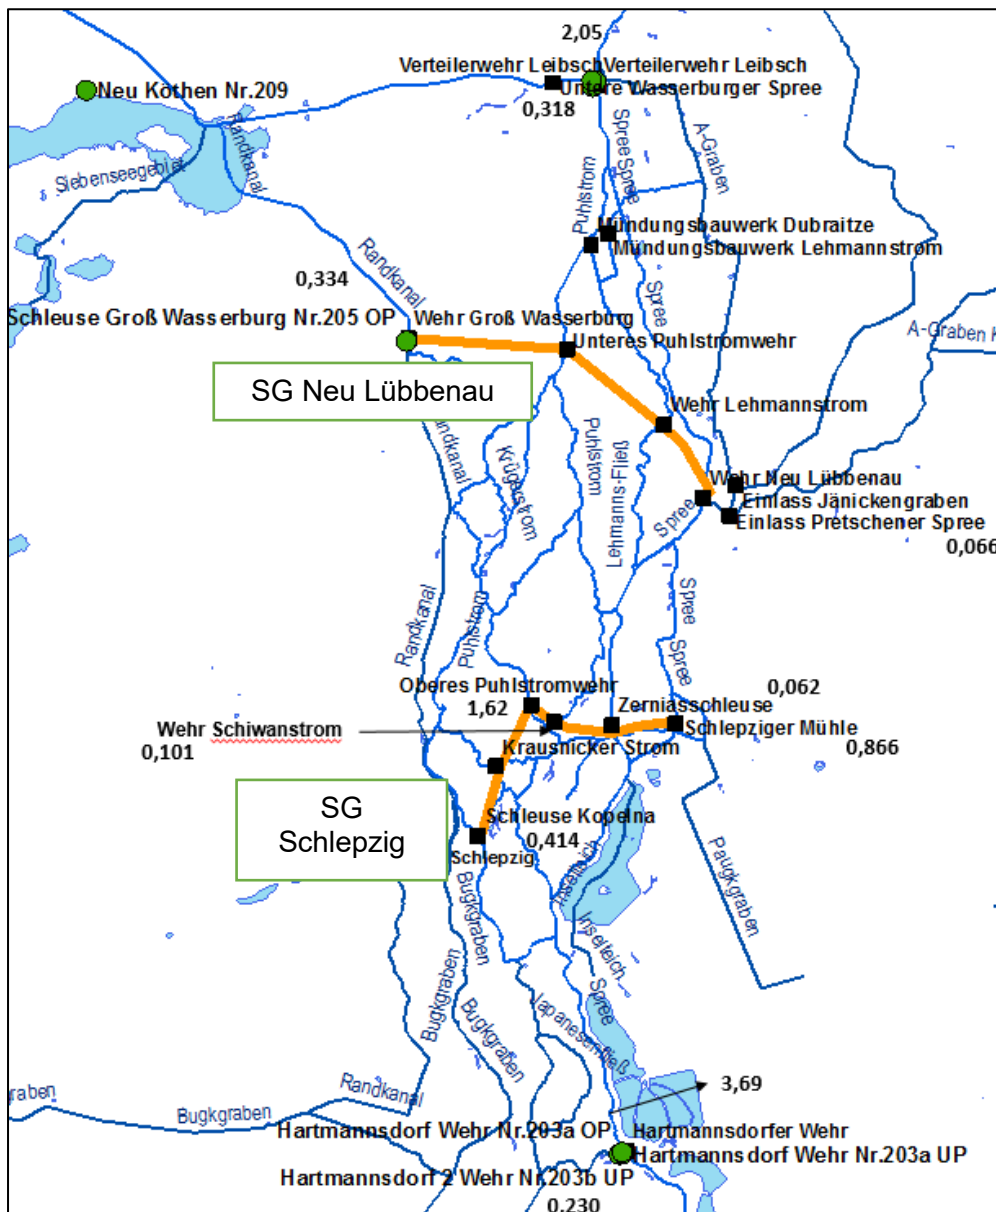 2,05
Verteilerwehr Leibsch
Verteilerwehr Leibsch
Neu Köthen Nr.209
Untere Wasserburger Spree
0,318
Randkanal
Randkanal
A-Graben
Spree
Spree
Siebenseegebiet
Puhlstrom
Mündungsbauwerk Dubraitze
Mündungsbauwerk Lehmannstrom
0,334
Randkanal
Spree
Schleuse Groß Wasserburg Nr.205 OP
Wehr Groß Wasserburg
Unteres Puhlstromwehr
A-Graben K
SG Neu Lübbenau
Wehr Lehmannstrom
andkanal
Krügerstrom
Puhlstrom
Lehmanns-Fließ
Wehr Neu Lübbenau
Einlass Jänickengraben
Spree
Einlass Pretschener Spree
0,066
Randkanal
Puhlstrom
Spree
Spree
Oberes Puhlstromwehr
1,62
Zerniasschleuse
0,062
Wehr Schiwanstrom
Schlepziger Mühle
0,101
Krausnicker Strom
0,866
SG
Schlepzig
Schleuse Kopelna
0,414
Schlepzig
Inselteich
Paugkgraben
Bugkgraben
Inselteich
Spree
Bugkgraben
Bugkgraben
Japanesenfließ
3,69
raben
Randkanal
Bugkgraben
Hartmannsdorf Wehr Nr.203a OP
Hartmannsdorfer Wehr
Hartmannsdorf Wehr Nr.203a UP
Hartmannsdorf 2 Wehr Nr.203b UP
0,230